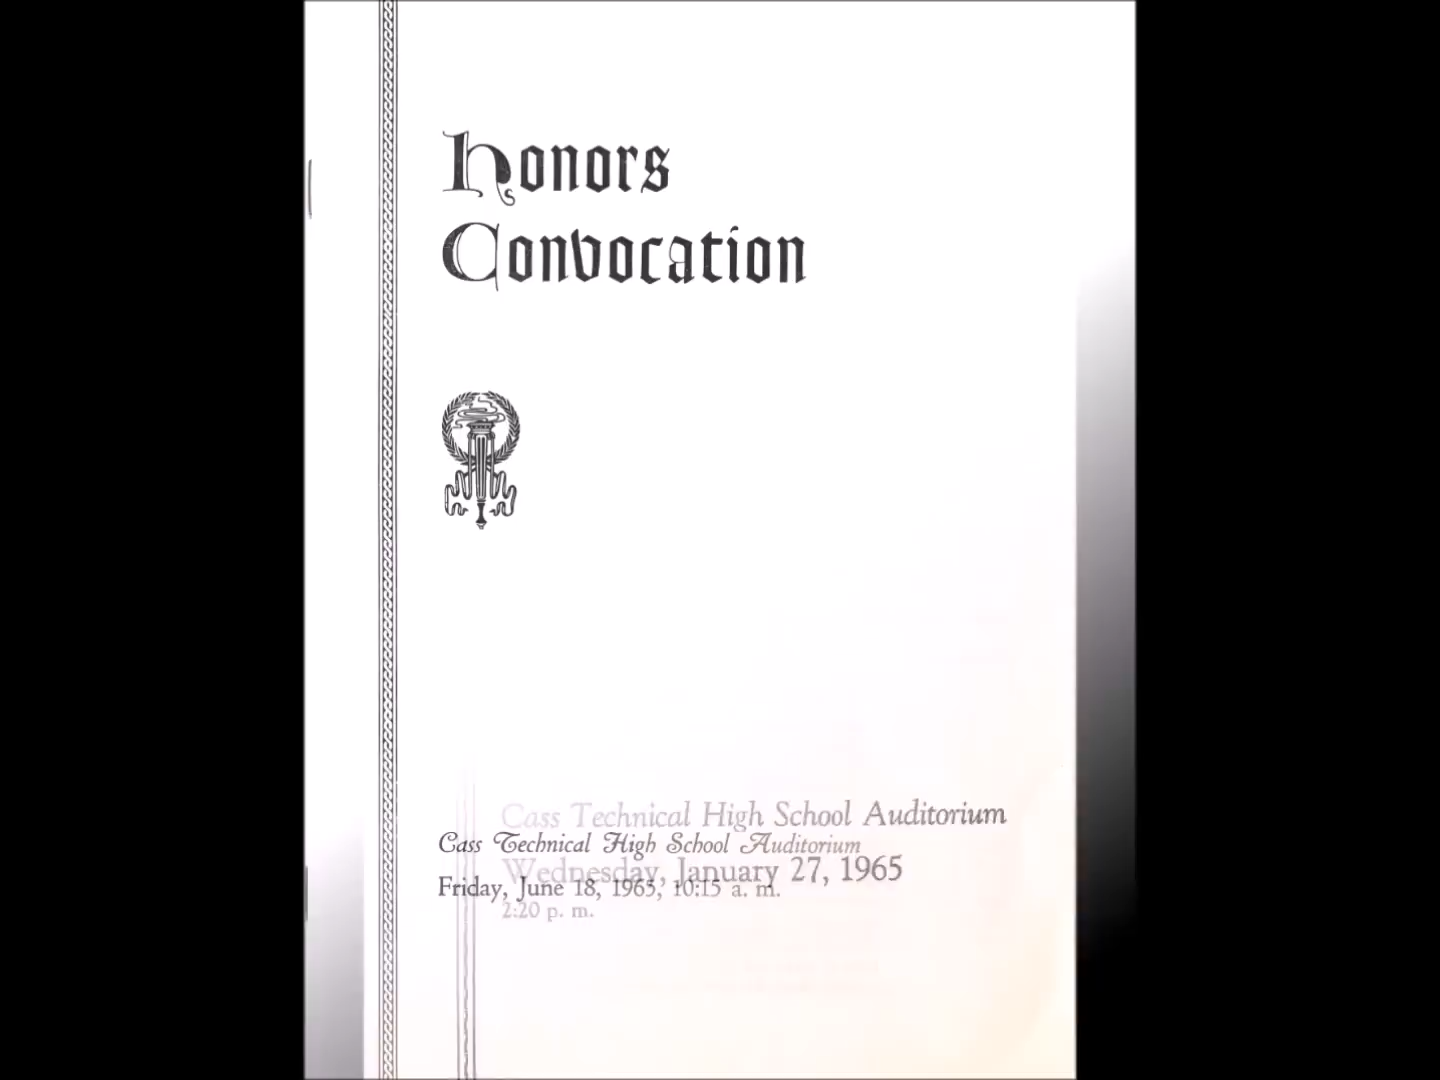 Honors
Convocation
Cass Technical High School Auditorium
Cass Technical High School Auditorium
Wednesday, January 27, 1965
Friday, June 18, 1965, 10:15 a. m.
2:20 p. m.